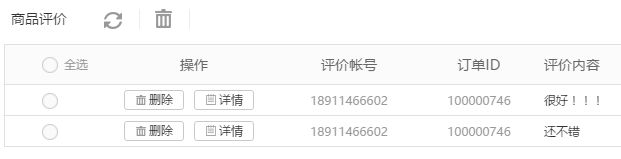 商品评价
全选 操作 评价帐号 订单ID 评价内容
删除 详情 18911466602 100000746 很好！！！
删除 详情 18911466602 100000746 还不错